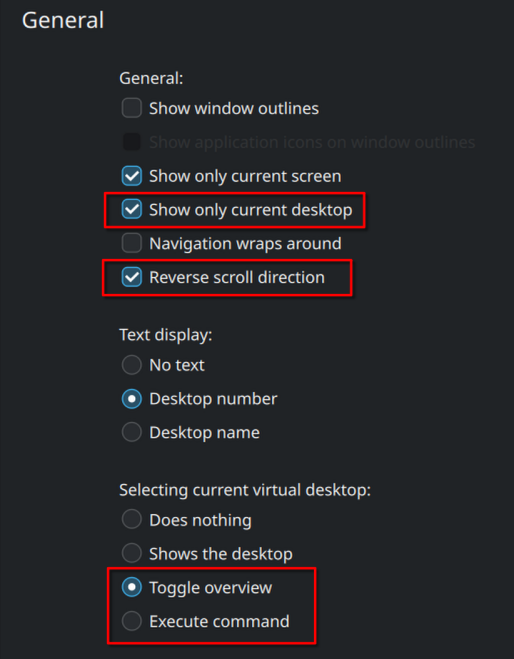 General
General:
Show window outlines
Show application icons on window outlines
Show only current screen
Show only current desktop
Navigation wraps around
Reverse scroll direction
Text display:
No text
Desktop number
Desktop name
Selecting current virtual desktop:
Does nothing
Shows the desktop
Toggle overview
Execute command